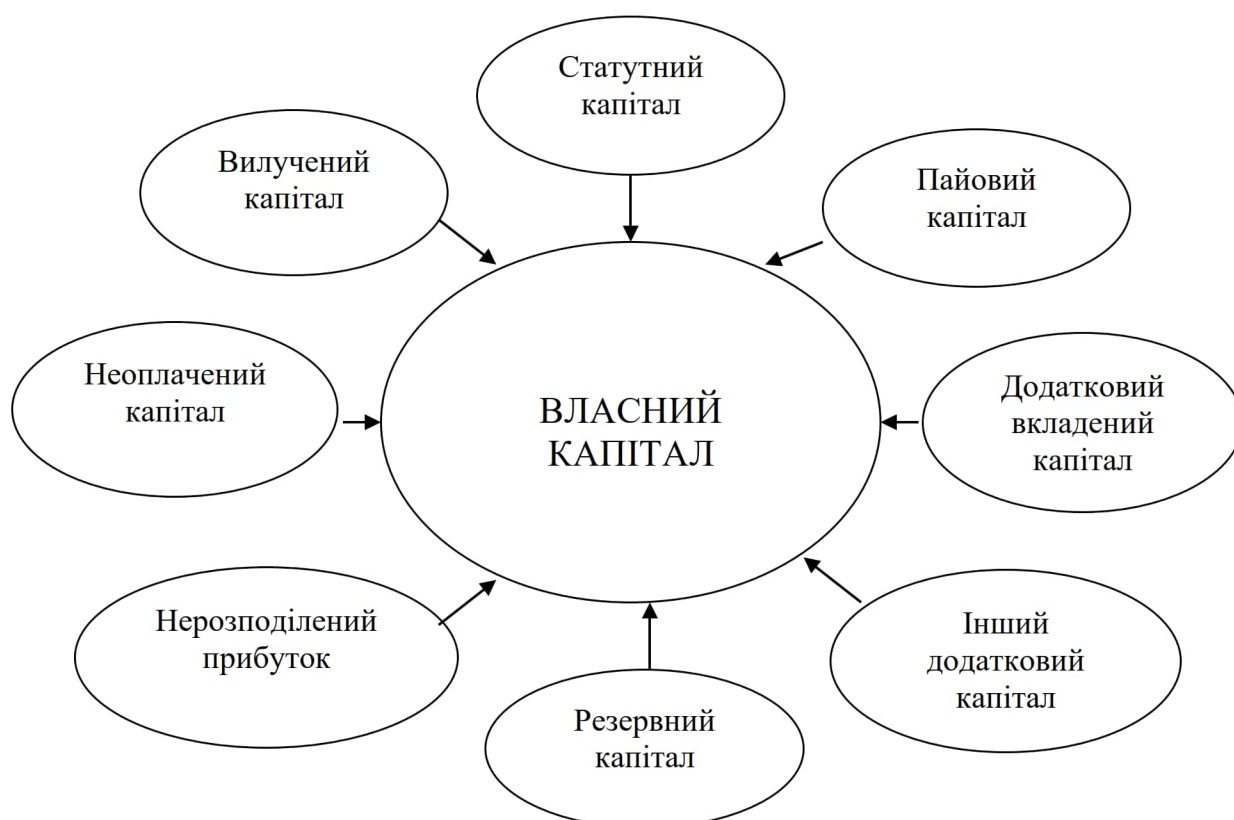 Статутний
капітал
Вилучений
капітал
Пайовий
капітал
Неоплачений
капітал
ВЛАСНИЙ
КАПІТАЛ
Додатковий
вкладений
капітал
Нерозподілений
прибуток
Інший
додатковий
капітал
Резервний
капітал